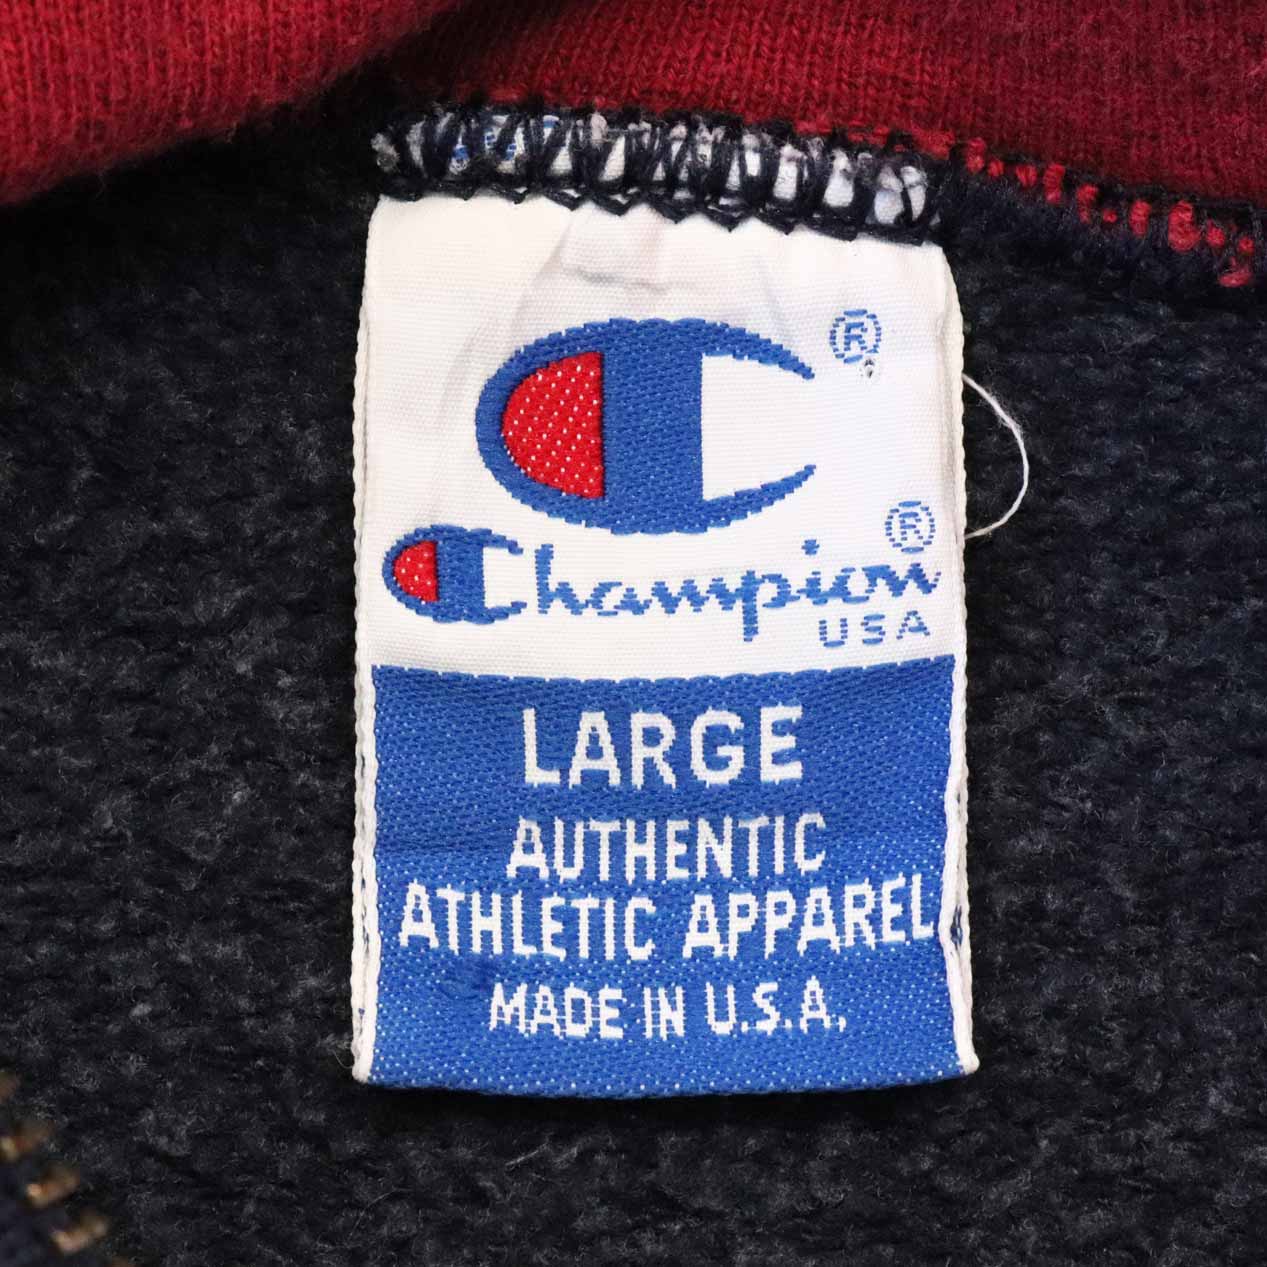 ®
Champion ®
USA
LARGE
AUTHENTIC
ATHLETIC APPAREL
MADE IN U.S.A.